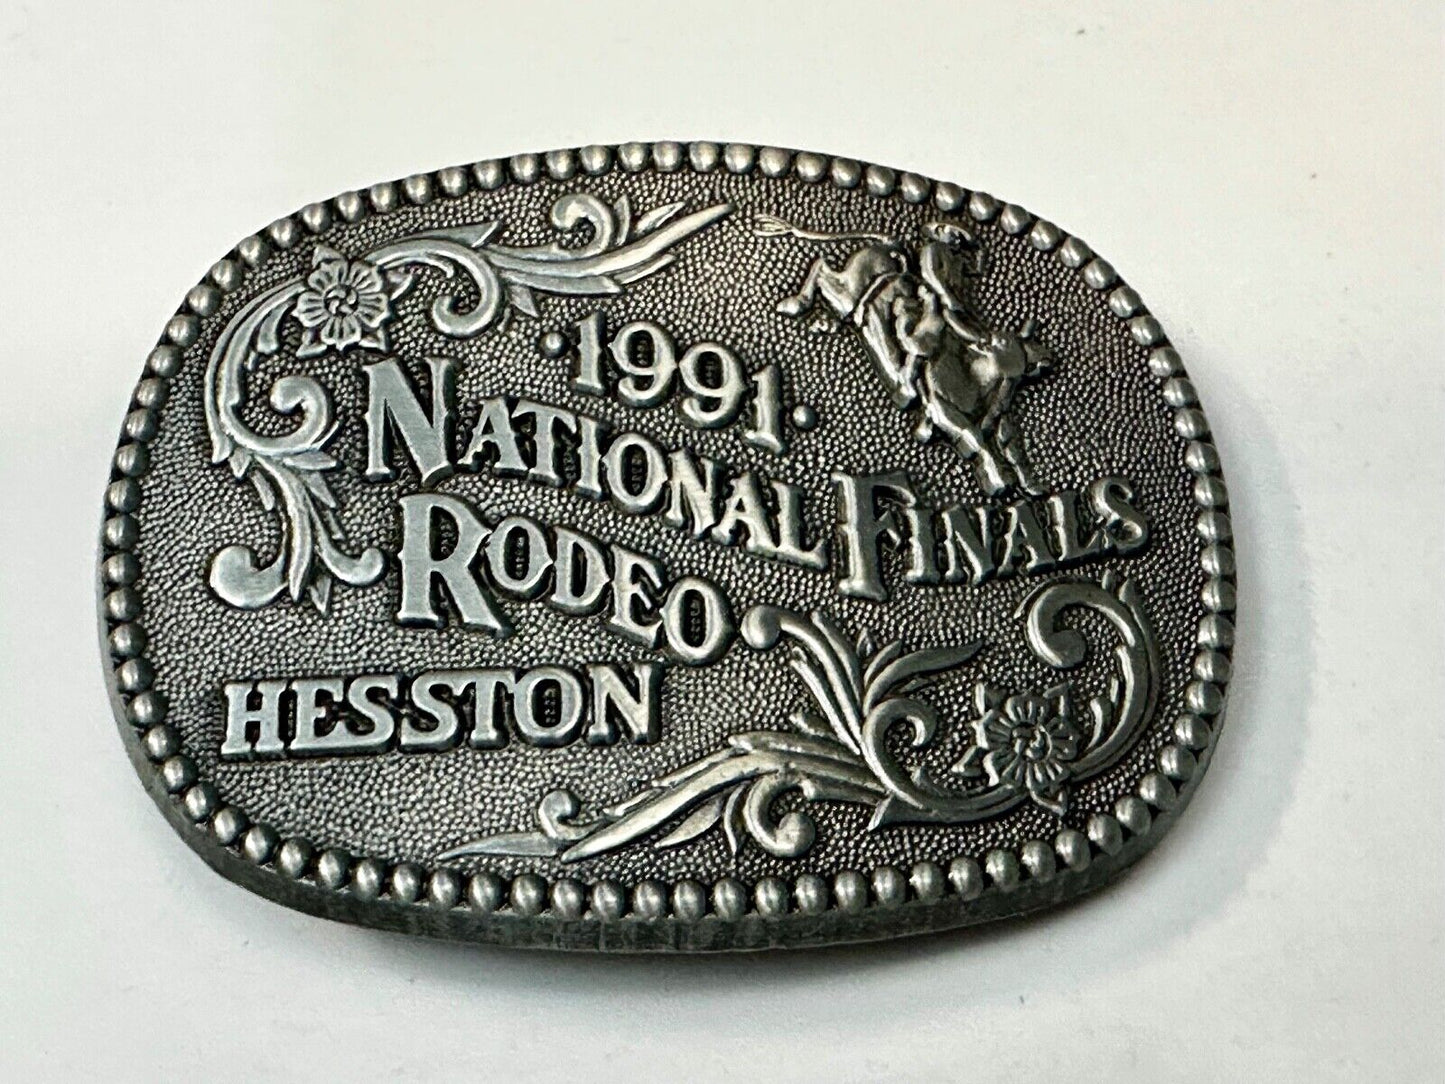 ·1991·
NATIONAL FINALS
RODEO
HESSTON